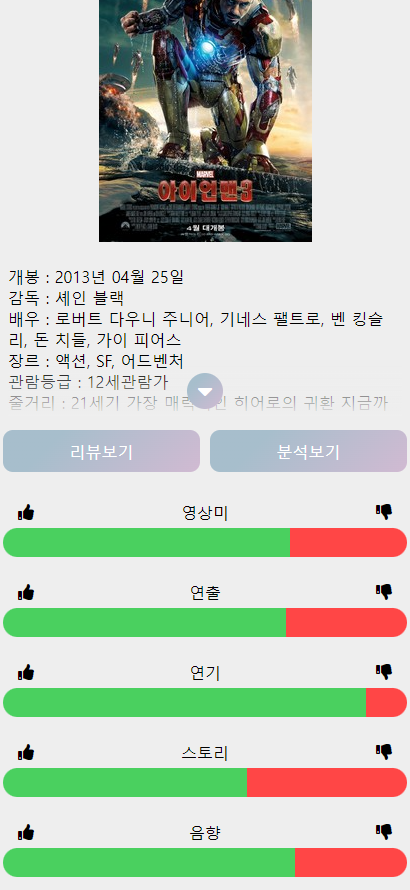 MARVEL
아이언맨3
4월 대개봉
개봉 : 2013년 04월 25일
감독 : 셰인 블랙
배우 : 로버트 다우니 주니어, 기네스 팰트로, 벤 킹슬
리, 돈 치들, 가이 피어스
장르 : 액션, SF, 어드벤처
관람등급 : 12세관람가
줄거리 : 21세기 가장 매력 히어로의 귀환 지금까
리뷰보기 분석보기
영상미
연출
연기
스토리
음향